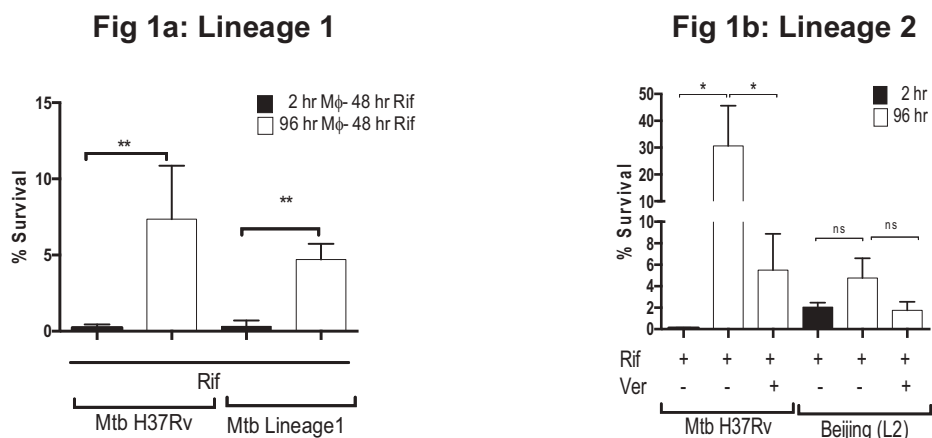 Fig 1a: Lineage 1
15
10
5
0
% Survival
2 hr Mϕ- 48 hr Rif
96 hr Mϕ- 48 hr Rif
**
**
Rif
Mtb H37Rv
Mtb Lineage1
Fig 1b: Lineage 2
50
40
30
20
10
10
8
6
4
2
0
% Survival
2 hr
96 hr
* *
ns ns
Rif + + + + + +
Ver - - + - - +
Mtb H37Rv
Beijing (L2)